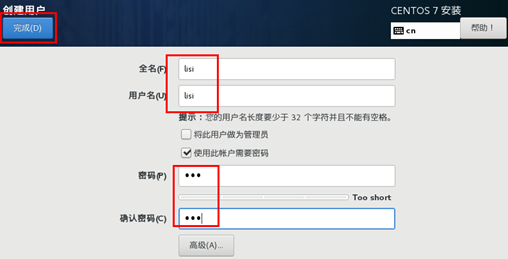 创建用户
CENTOS 7 安装
完成(D)
cn
帮助！
全名(F)
lisi
用户名(U)
lisi
提示：您的用户名长度要少于 32 个字符并且不能有空格。
将此用户做为管理员
使用此帐户需要密码
密码(P)
•••
Too short
确认密码(C)
•••
高级(A)...